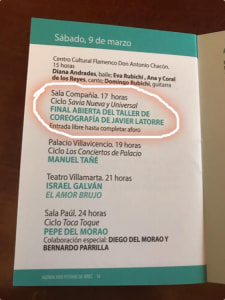 Sábado, 9 de marzo
Centro Cultural Flamenco Don Antonio Chacón.
15 horas
Diana Andrades, baile; Eva Rubichi, Ana y Coral
de los Reyes, cante; Domingo Rubichi, guitarra
Sala Compañía. 17 horas
Ciclo Savia Nueva y Universal
FINAL ABIERTA DEL TALLER DE
COREOGRAFÍA DE JAVIER LATORRE
Entrada libre hasta completar aforo
Palacio Villavicencio. 19 horas
Ciclo Los Conciertos de Palacio
MANUEL TAÑÉ
Teatro Villamarta. 21 horas
ISRAEL GALVÁN
EL AMOR BRUJO
Sala Paúl. 24 horas
Ciclo Toca Toque
PEPE DEL MORAO
Colaboración especial: DIEGO DEL MORAO y
BERNARDO PARRILLA